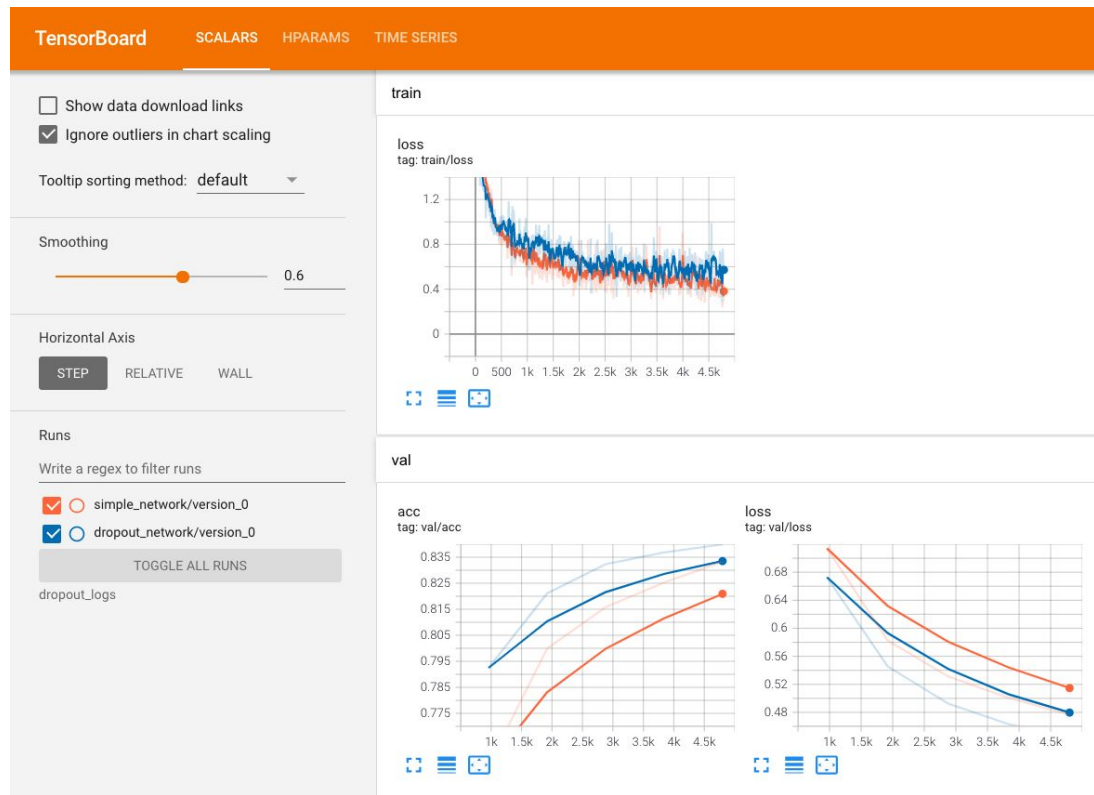 TensorBoard SCALARS HPARAMS TIME SERIES
Show data download links
Ignore outliers in chart scaling
Tooltip sorting method: default
Smoothing
0.6
Horizontal Axis
STEP RELATIVE WALL
Runs
Write a regex to filter runs
simple_network/version_0
dropout_network/version_0
TOGGLE ALL RUNS
dropout_logs
train
loss
tag: train/loss
1.2
0.8
0.4
0
0 500 1k 1.5k 2k 2.5k 3k 3.5k 4k 4.5k
val
acc
tag: val/acc
0.835
0.825
0.815
0.805
0.795
0.785
0.775
1k 1.5k 2k 2.5k 3k 3.5k 4k 4.5k
loss
tag: val/loss
0.68
0.64
0.6
0.56
0.52
0.48
1k 1.5k 2k 2.5k 3k 3.5k 4k 4.5k